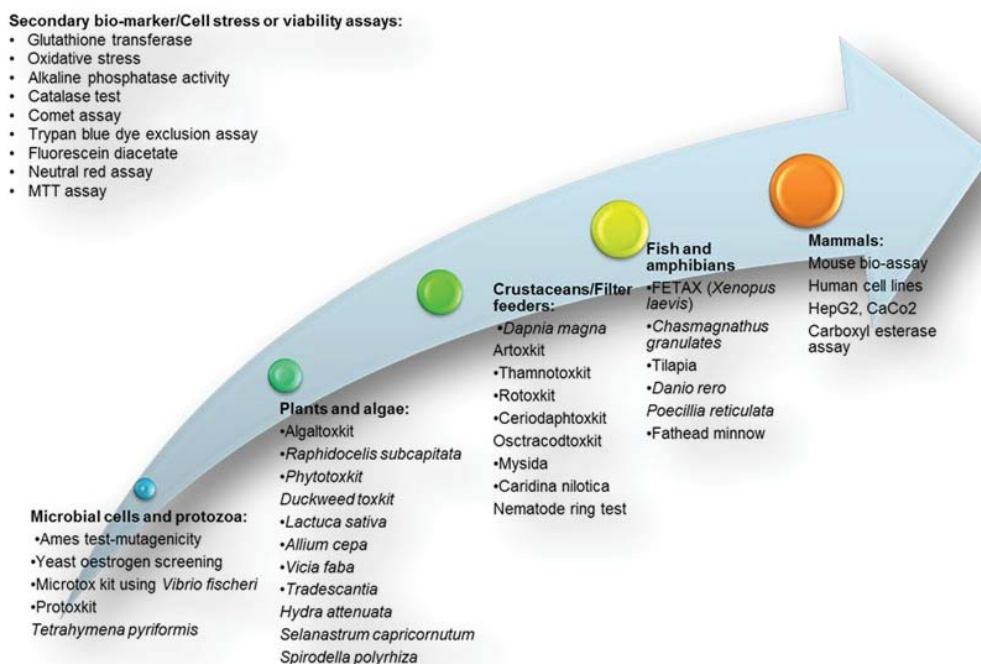 Secondary bio-marker/Cell stress or viability assays:
• Glutathione transferase
• Oxidative stress
• Alkaline phosphatase activity
• Catalase test
• Comet assay
• Trypan blue dye exclusion assay
• Fluorescein diacetate
• Neutral red assay
• MTT assay
Microbial cells and protozoa:
•Ames test-mutagenicity
•Yeast oestrogen screening
•Microtox kit using Vibrio fischeri
•Protoxkit
Tetrahymena pyriformis
Plants and algae:
•Algaltoxkit
•Raphidocelis subcapitata
•Phytotoxkit
Duckweed toxkit
•Lactuca sativa
•Allium cepa
•Vicia faba
•Tradescantia
Hydra attenuata
Selanastrum capricornutum
Spirodella polyrhiza
Crustaceans/Filter
feeders:
•Dapnia magna
Artoxkit
•Thamnotoxkit
•Rotoxkit
•Ceriodaphtoxkit
Osctracodtoxkit
•Mysida
•Caridina nilotica
Nematode ring test
Fish and
amphibians
•FETAX (Xenopus
laevis)
•Chasmagnathus
granulates
•Tilapia
•Danio rero
Poecillia reticulata
•Fathead minnow
Mammals:
Mouse bio-assay
Human cell lines
HepG2, CaCo2
Carboxyl esterase
assay